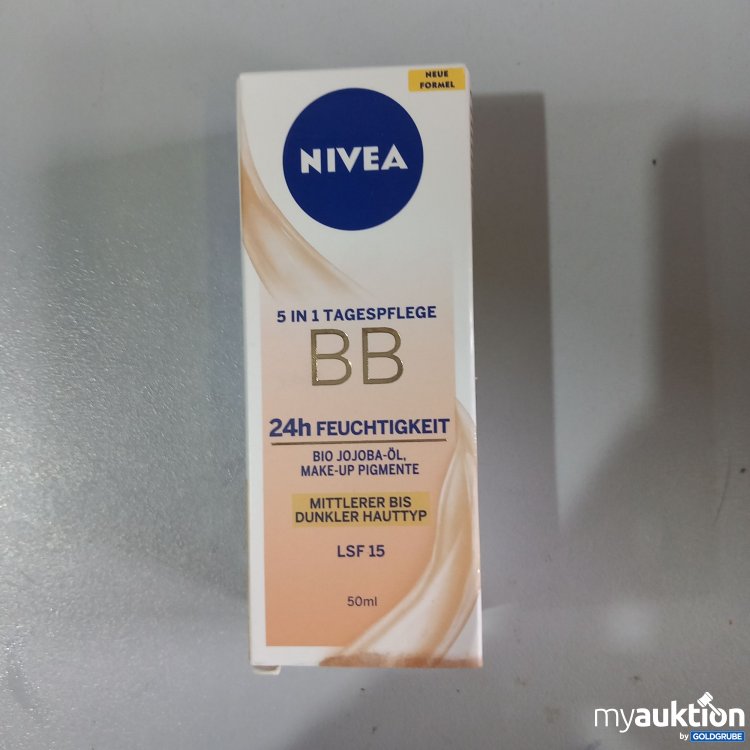 NEUE
FORMEL
NIVEA
5 IN 1 TAGESPFLEGE
BB
24h FEUCHTIGKEIT
BIO JOJOBA-ÖL,
MAKE-UP PIGMENTE
MITTLERER BIS
DUNKLER HAUTTYP
LSF 15
50ml
myauktion
by GOLDGRUBE